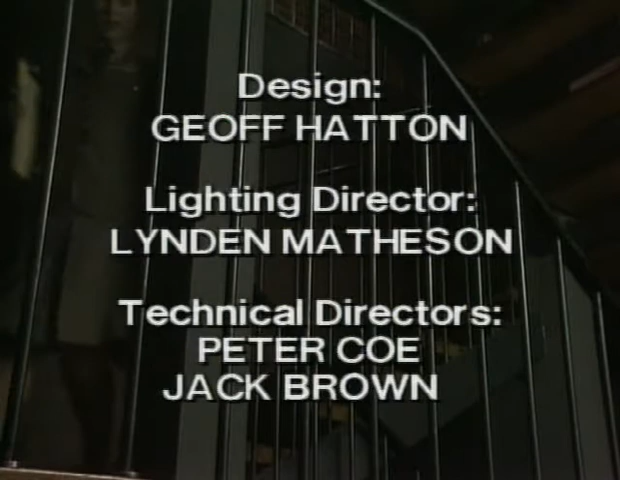 Design:
GEOFF HATTON
Lighting Director:
LYNDEN MATHESON
Technical Directors:
PETER COE
JACK BROWN